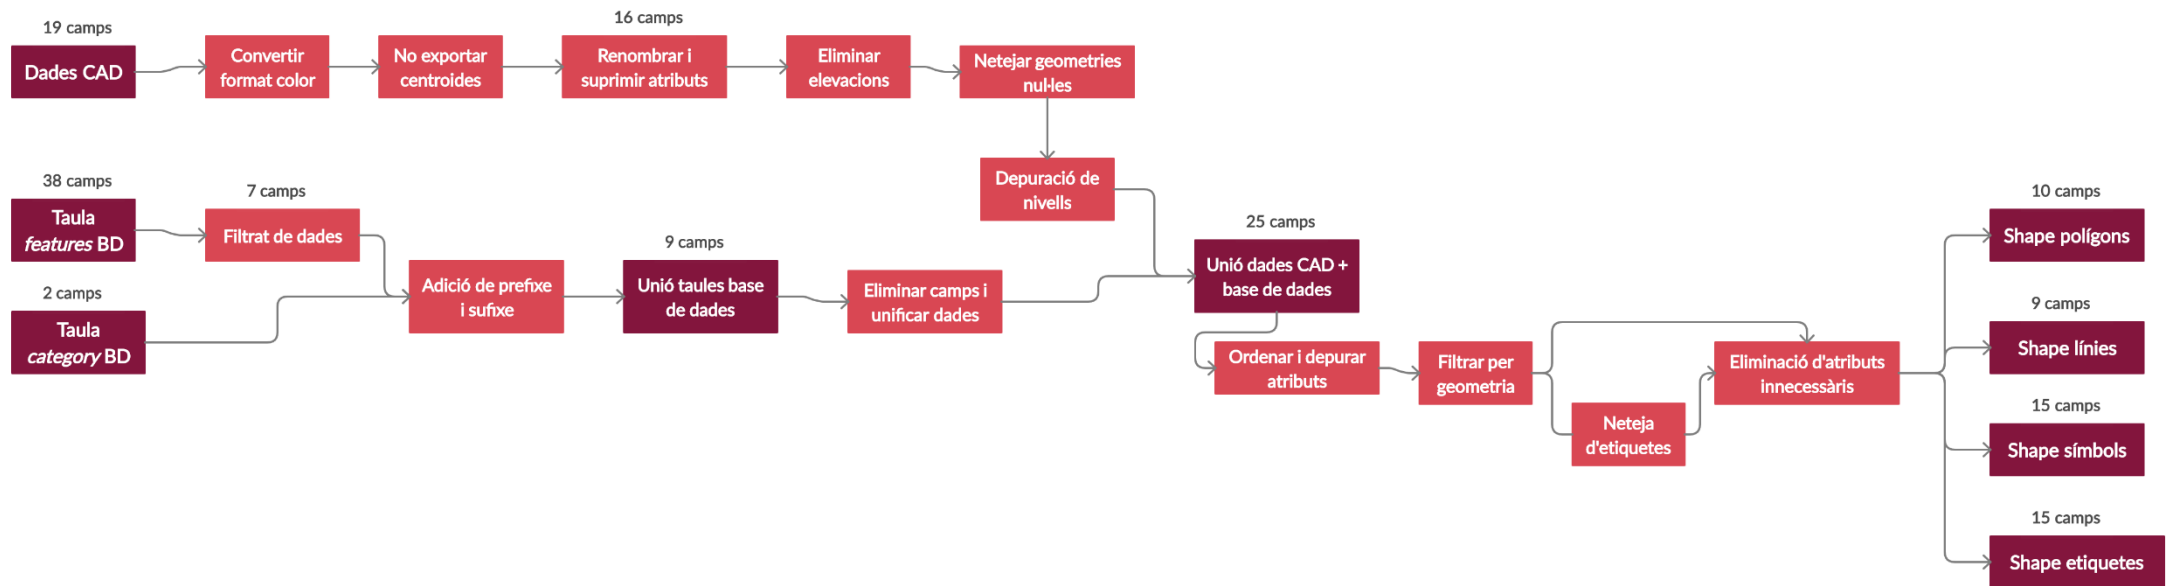 19 camps
Dades CAD
Convertir
format color
No exportar
centroides
16 camps
Renombrar i
suprimir atributs
Eliminar
elevacions
Netejar geometries
nul·les
Depuració de
nivells
38 camps
Taula
features BD
7 camps
Filtrat de dades
2 camps
Taula
category BD
Adició de prefixe
i sufixe
9 camps
Unió taules base
de dades
Eliminar camps i
unificar dades
25 camps
Unió dades CAD +
base de dades
Ordenar i depurar
atributs
Filtrar per
geometria
Neteja
d'etiquetes
Eliminació d'atributs
innecessàris
10 camps
Shape polígons
9 camps
Shape línies
15 camps
Shape símbols
15 camps
Shape etiquetes